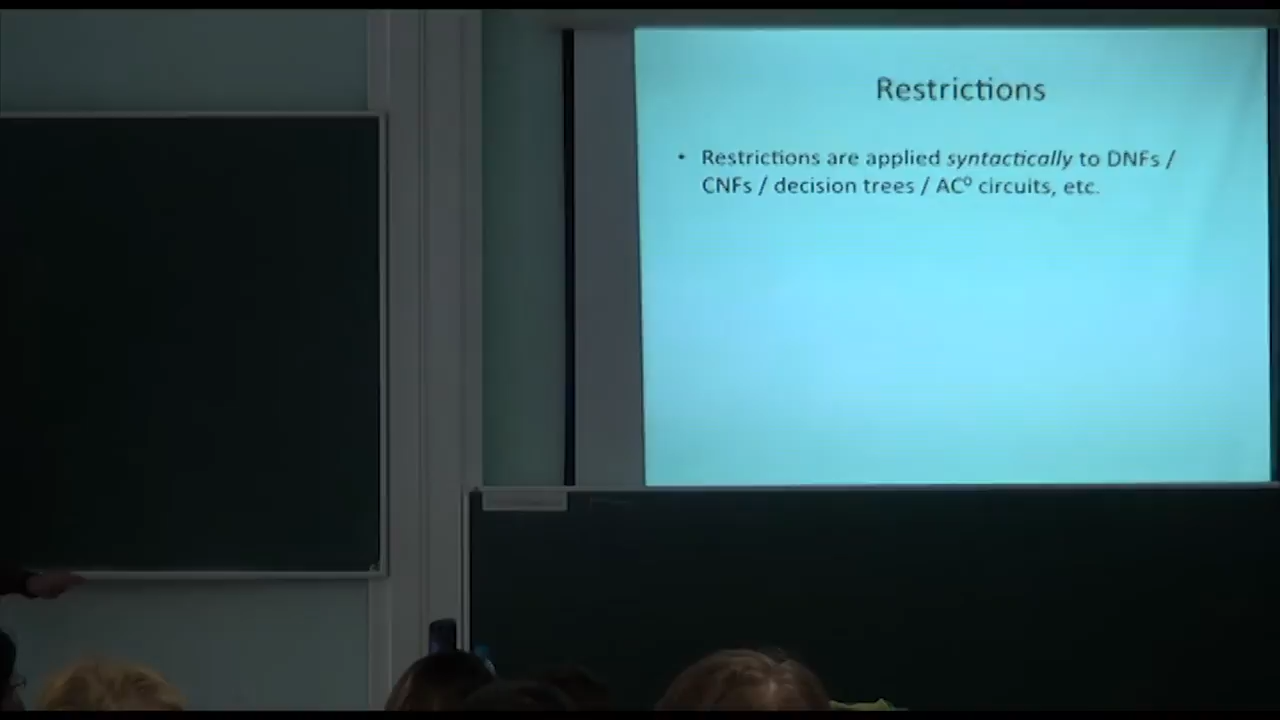 Restrictions
• Restrictions are applied syntactically to DNFs /
CNFs / decision trees / AC⁰ circuits, etc.